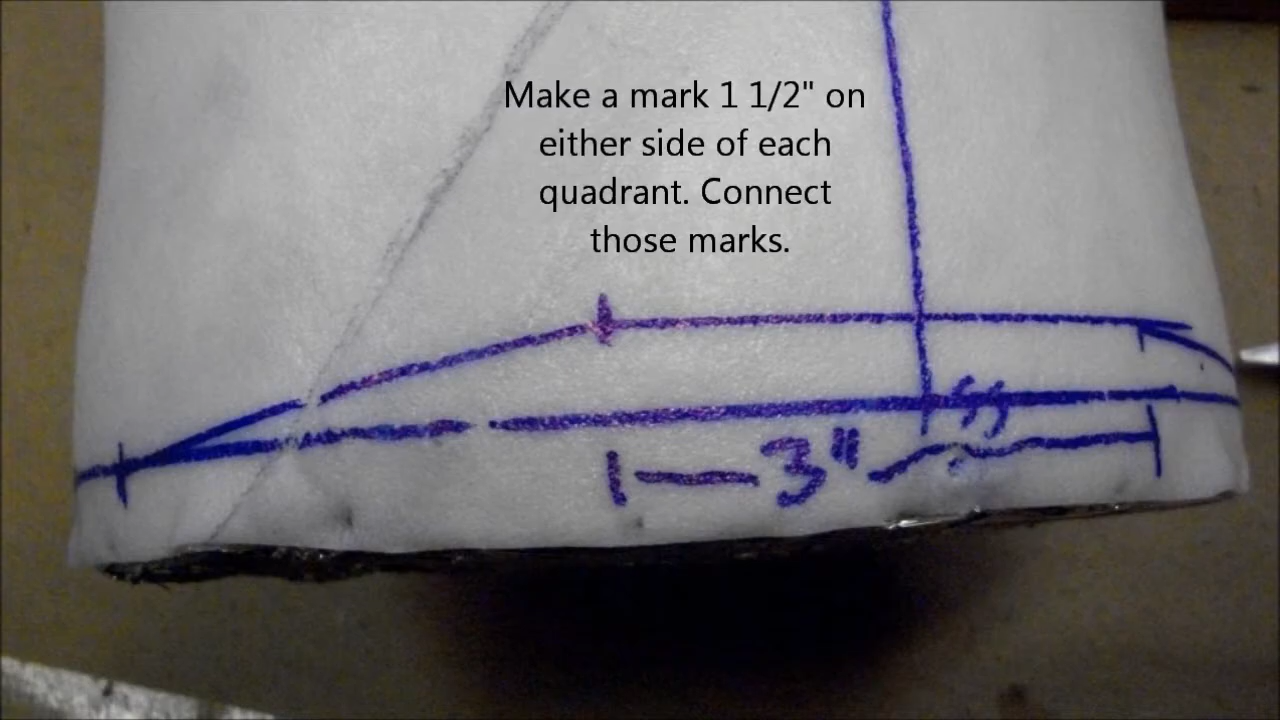 Make a mark 1 1/2" on
either side of each
quadrant. Connect
those marks.
3"